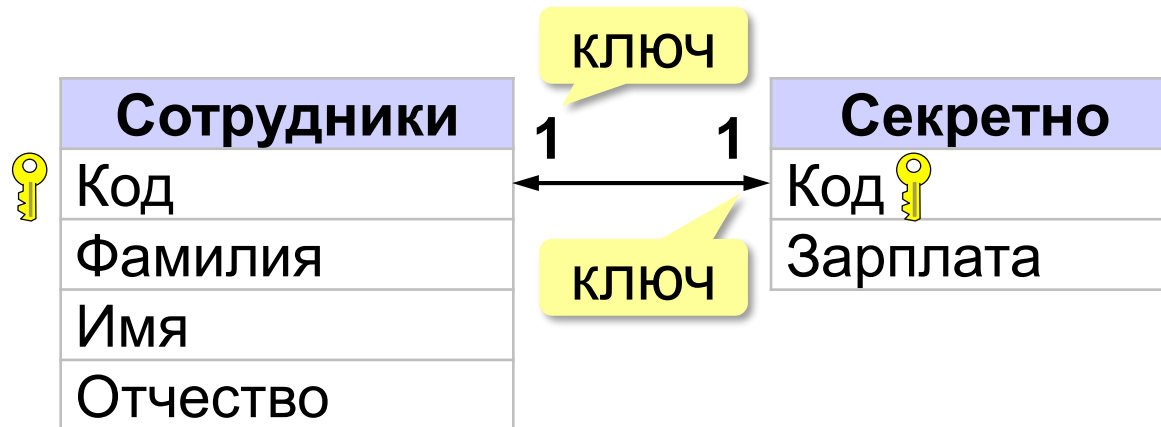 ключ
Сотрудники
1 1
Секретно
Код
Код
Фамилия
ключ
Зарплата
Имя
Отчество